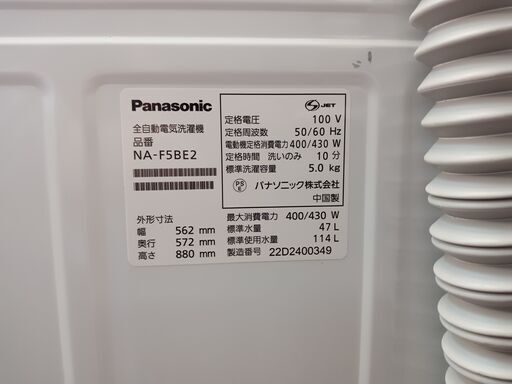 Panasonic
全自動電気洗濯機
品番
NA-F5BE2
外形寸法
幅 562 mm
奥行 572 mm
高さ 880 mm
JET
定格電圧 100 V
定格周波数 50/60 Hz
電動機定格消費電力 400/430 W
定格時間 洗いのみ 10 分
標準洗濯容量 5.0 kg
PS
E
パナソニック株式会社
中国製
最大消費電力 400/430 W
標準水量 47 L
標準使用水量 114 L
製造番号 22D2400349